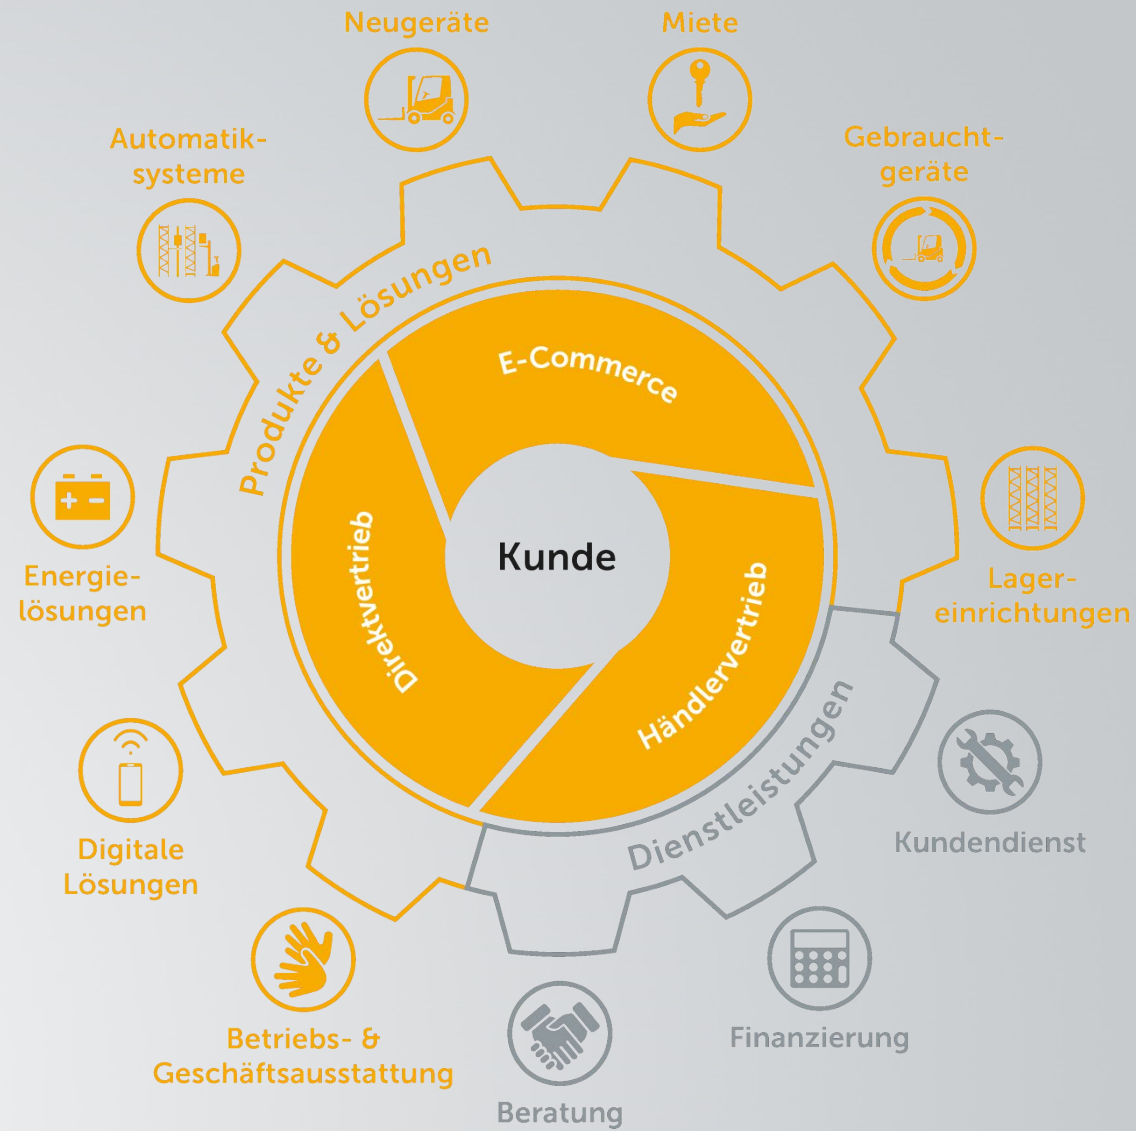 Neugeräte
Miete
Automatik-
systeme
Gebraucht-
geräte
Produkte & Lösungen
E-Commerce
Direktvertrieb
Kunde
Händlervertrieb
Energie-
lösungen
Lager-
einrichtungen
Dienstleistungen
Digitale
Lösungen
Kundendienst
Betriebs- &
Geschäftsausstattung
Finanzierung
Beratung